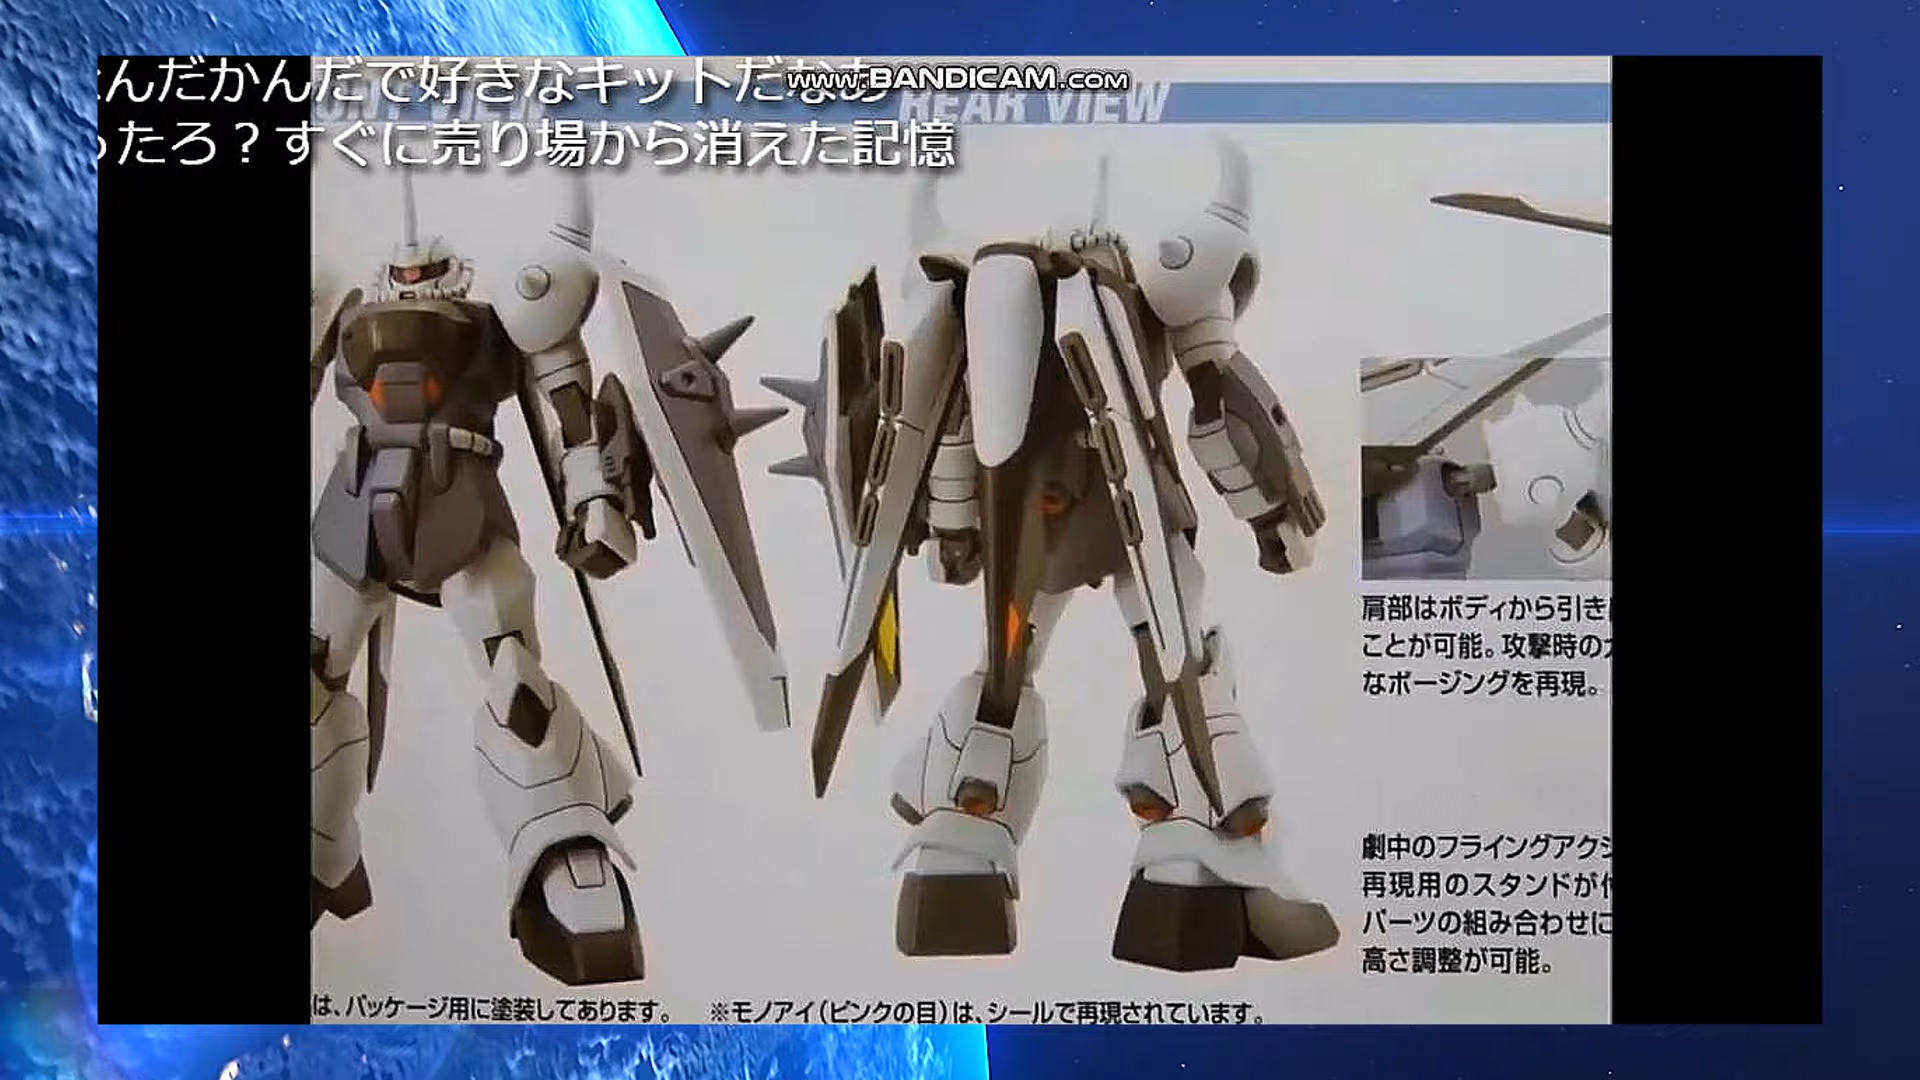 んだかんだで好きなキットだなあ
www.BANDICAM.com
REAR VIEW
ったろ？すぐに売り場から消えた記憶
肩部はボディから引き
ことが可能。攻撃時の
なポージングを再現。
劇中のフライングアク
再現用のスタンドが
パーツの組み合わせに
高さ調整が可能。
は、パッケージ用に塗装してあります。
※モノアイ（ピンクの目）は、シールで再現されています。